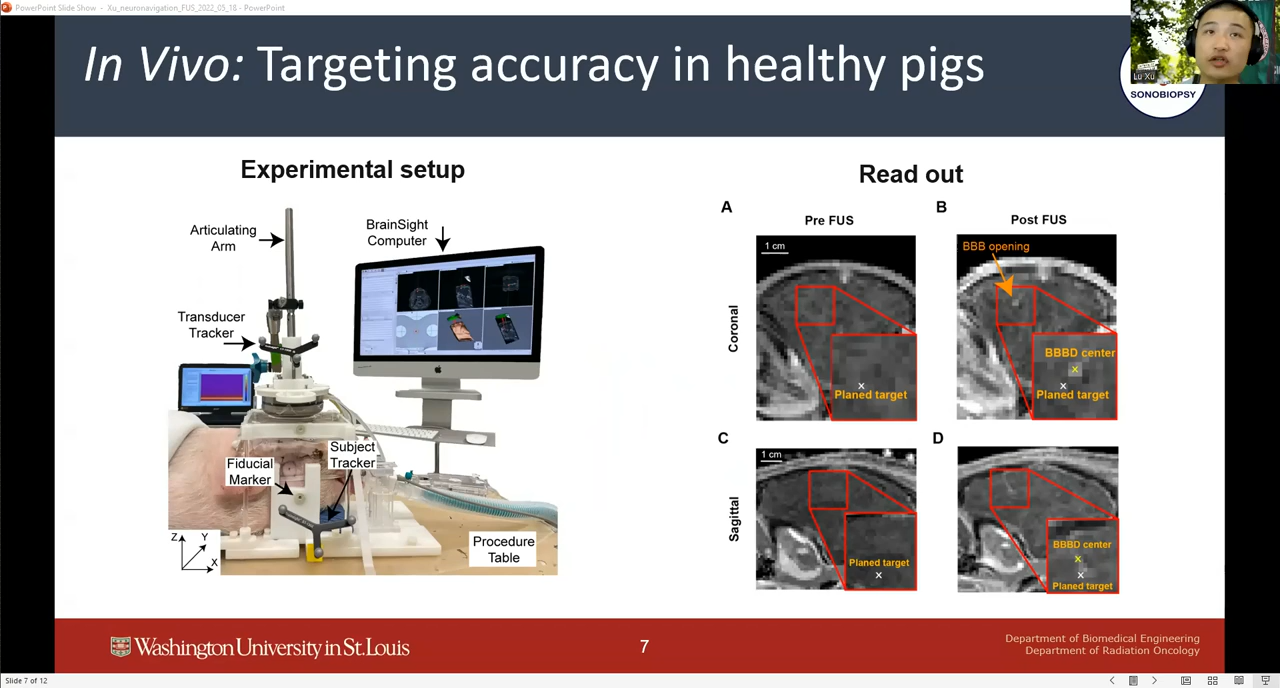 PowerPoint Slide Show - Xu_neuronavigation_FUS_2022_05_18 - PowerPoint
In Vivo: Targeting accuracy in healthy pigs
Lu Xu
SONOBIOPSY
Experimental setup
Articulating
Arm
BrainSight
Computer
Transducer
Tracker
Fiducial
Marker
Subject
Tracker
Procedure
Table
Z
Y
X
Read out
A
Pre FUS
B
Post FUS
Coronal
1 cm
Planed target
BBB opening
BBBD center
Planed target
C
D
Sagittal
1 cm
Planed target
BBBD center
Planed target
Washington University in St. Louis
7
Department of Biomedical Engineering
Department of Radiation Oncology
Slide 7 of 12